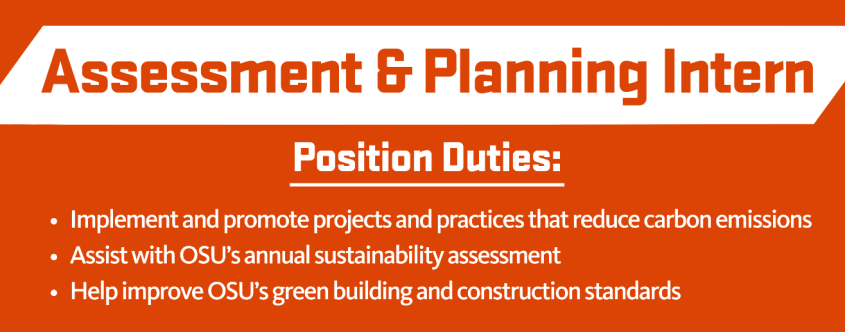 Assessment & Planning Intern
Position Duties:
• Implement and promote projects and practices that reduce carbon emissions
• Assist with OSU's annual sustainability assessment
• Help improve OSU's green building and construction standards